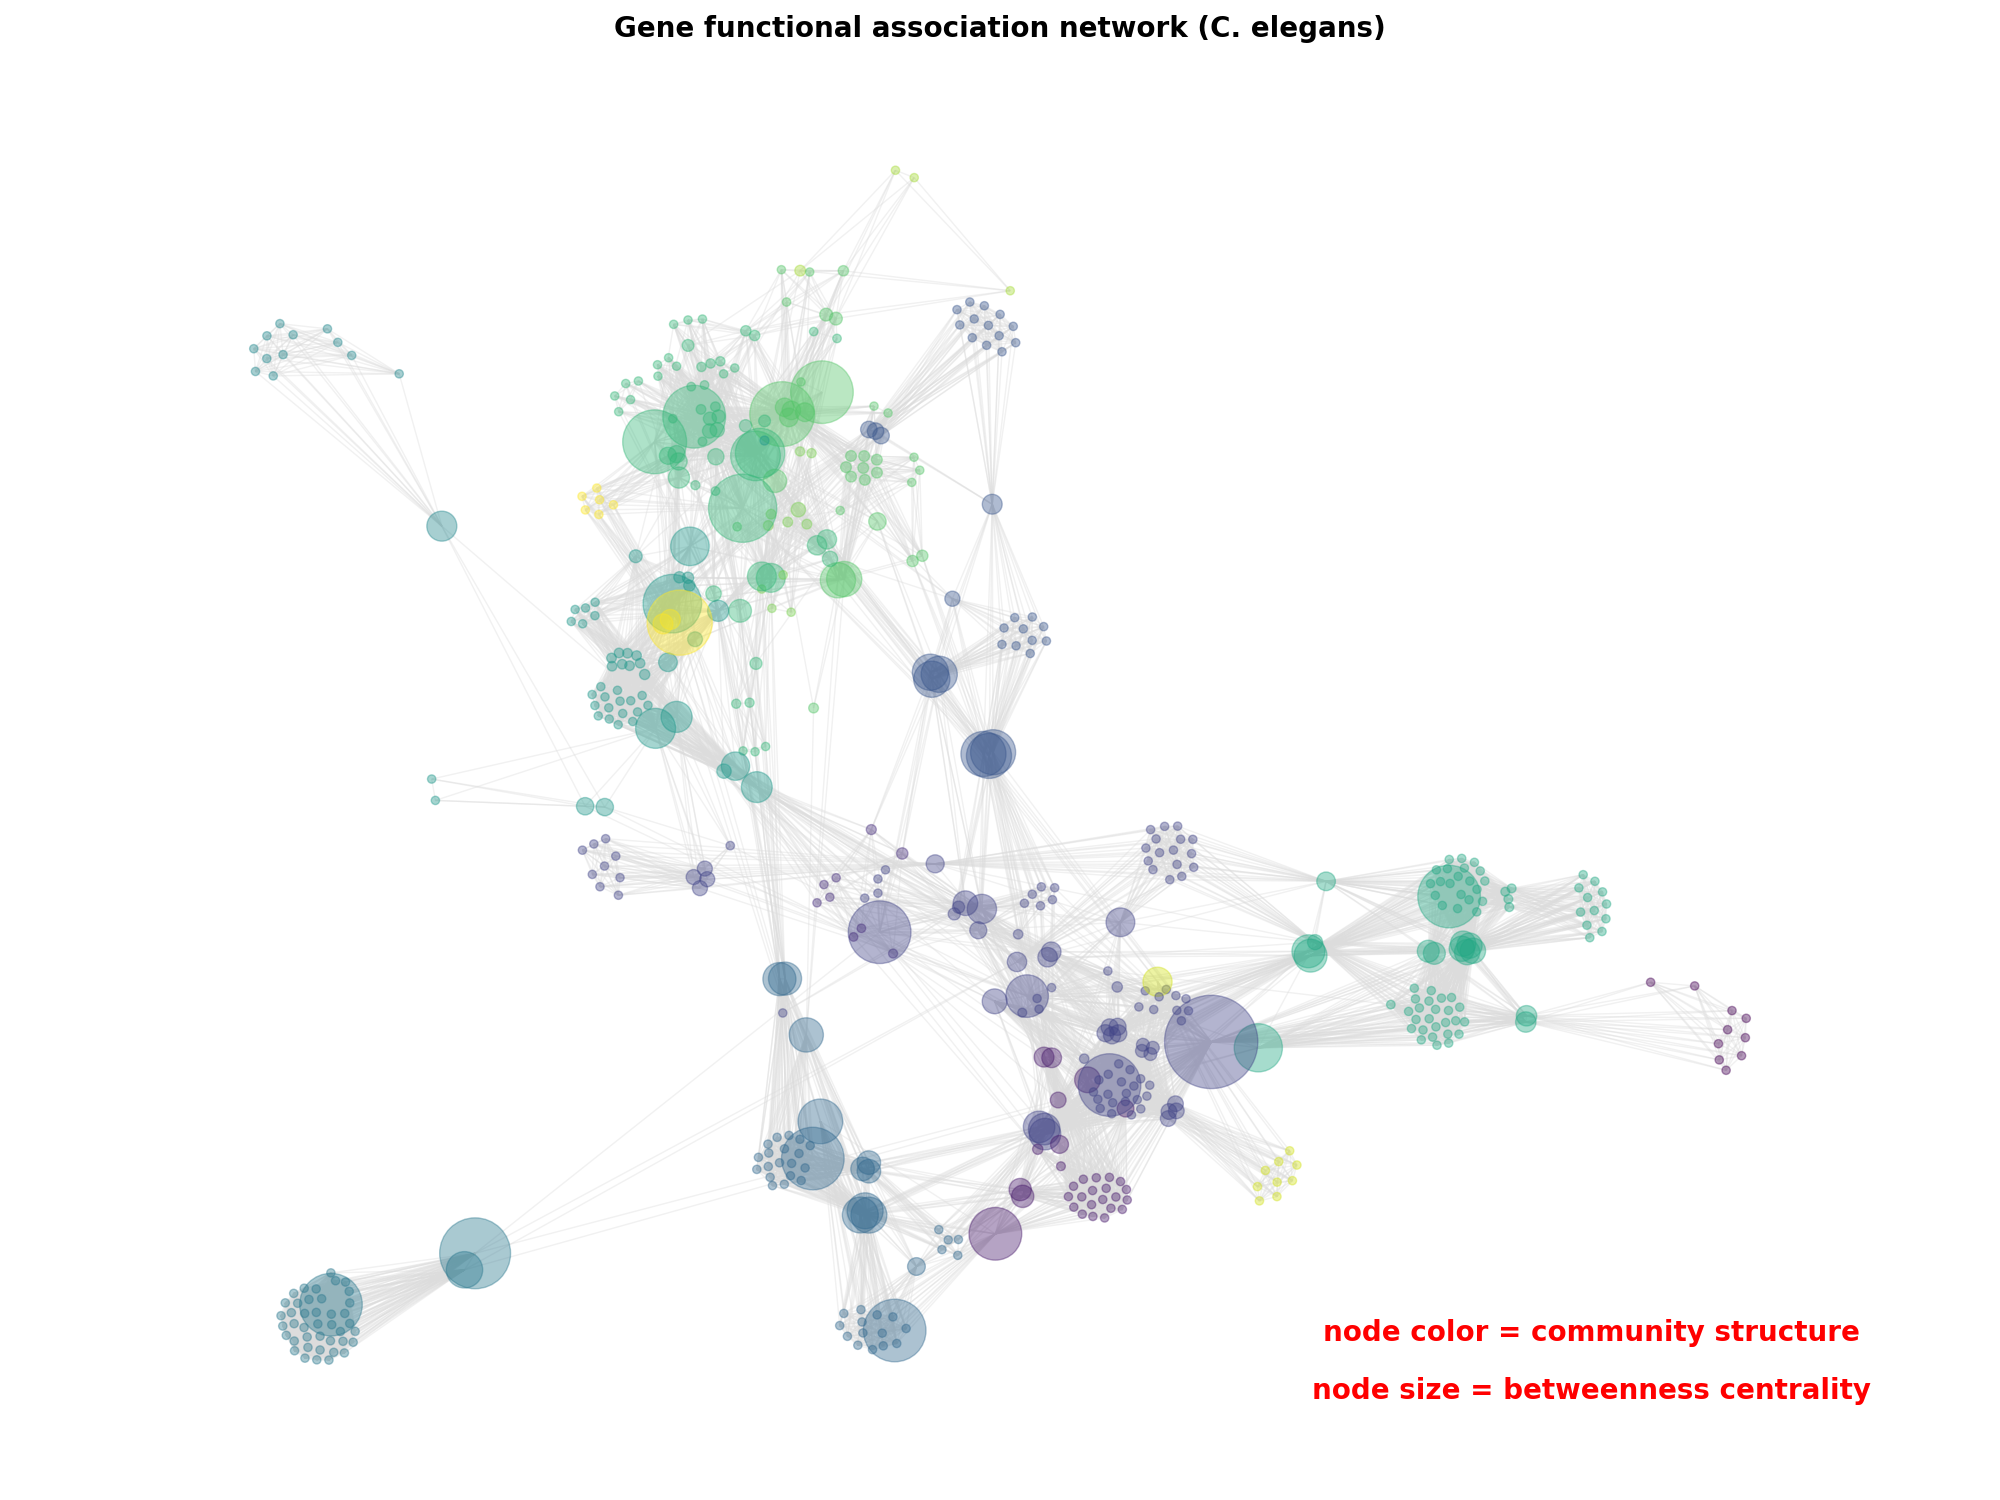 Gene functional association network (C. elegans)
node color = community structure
node size = betweenness centrality